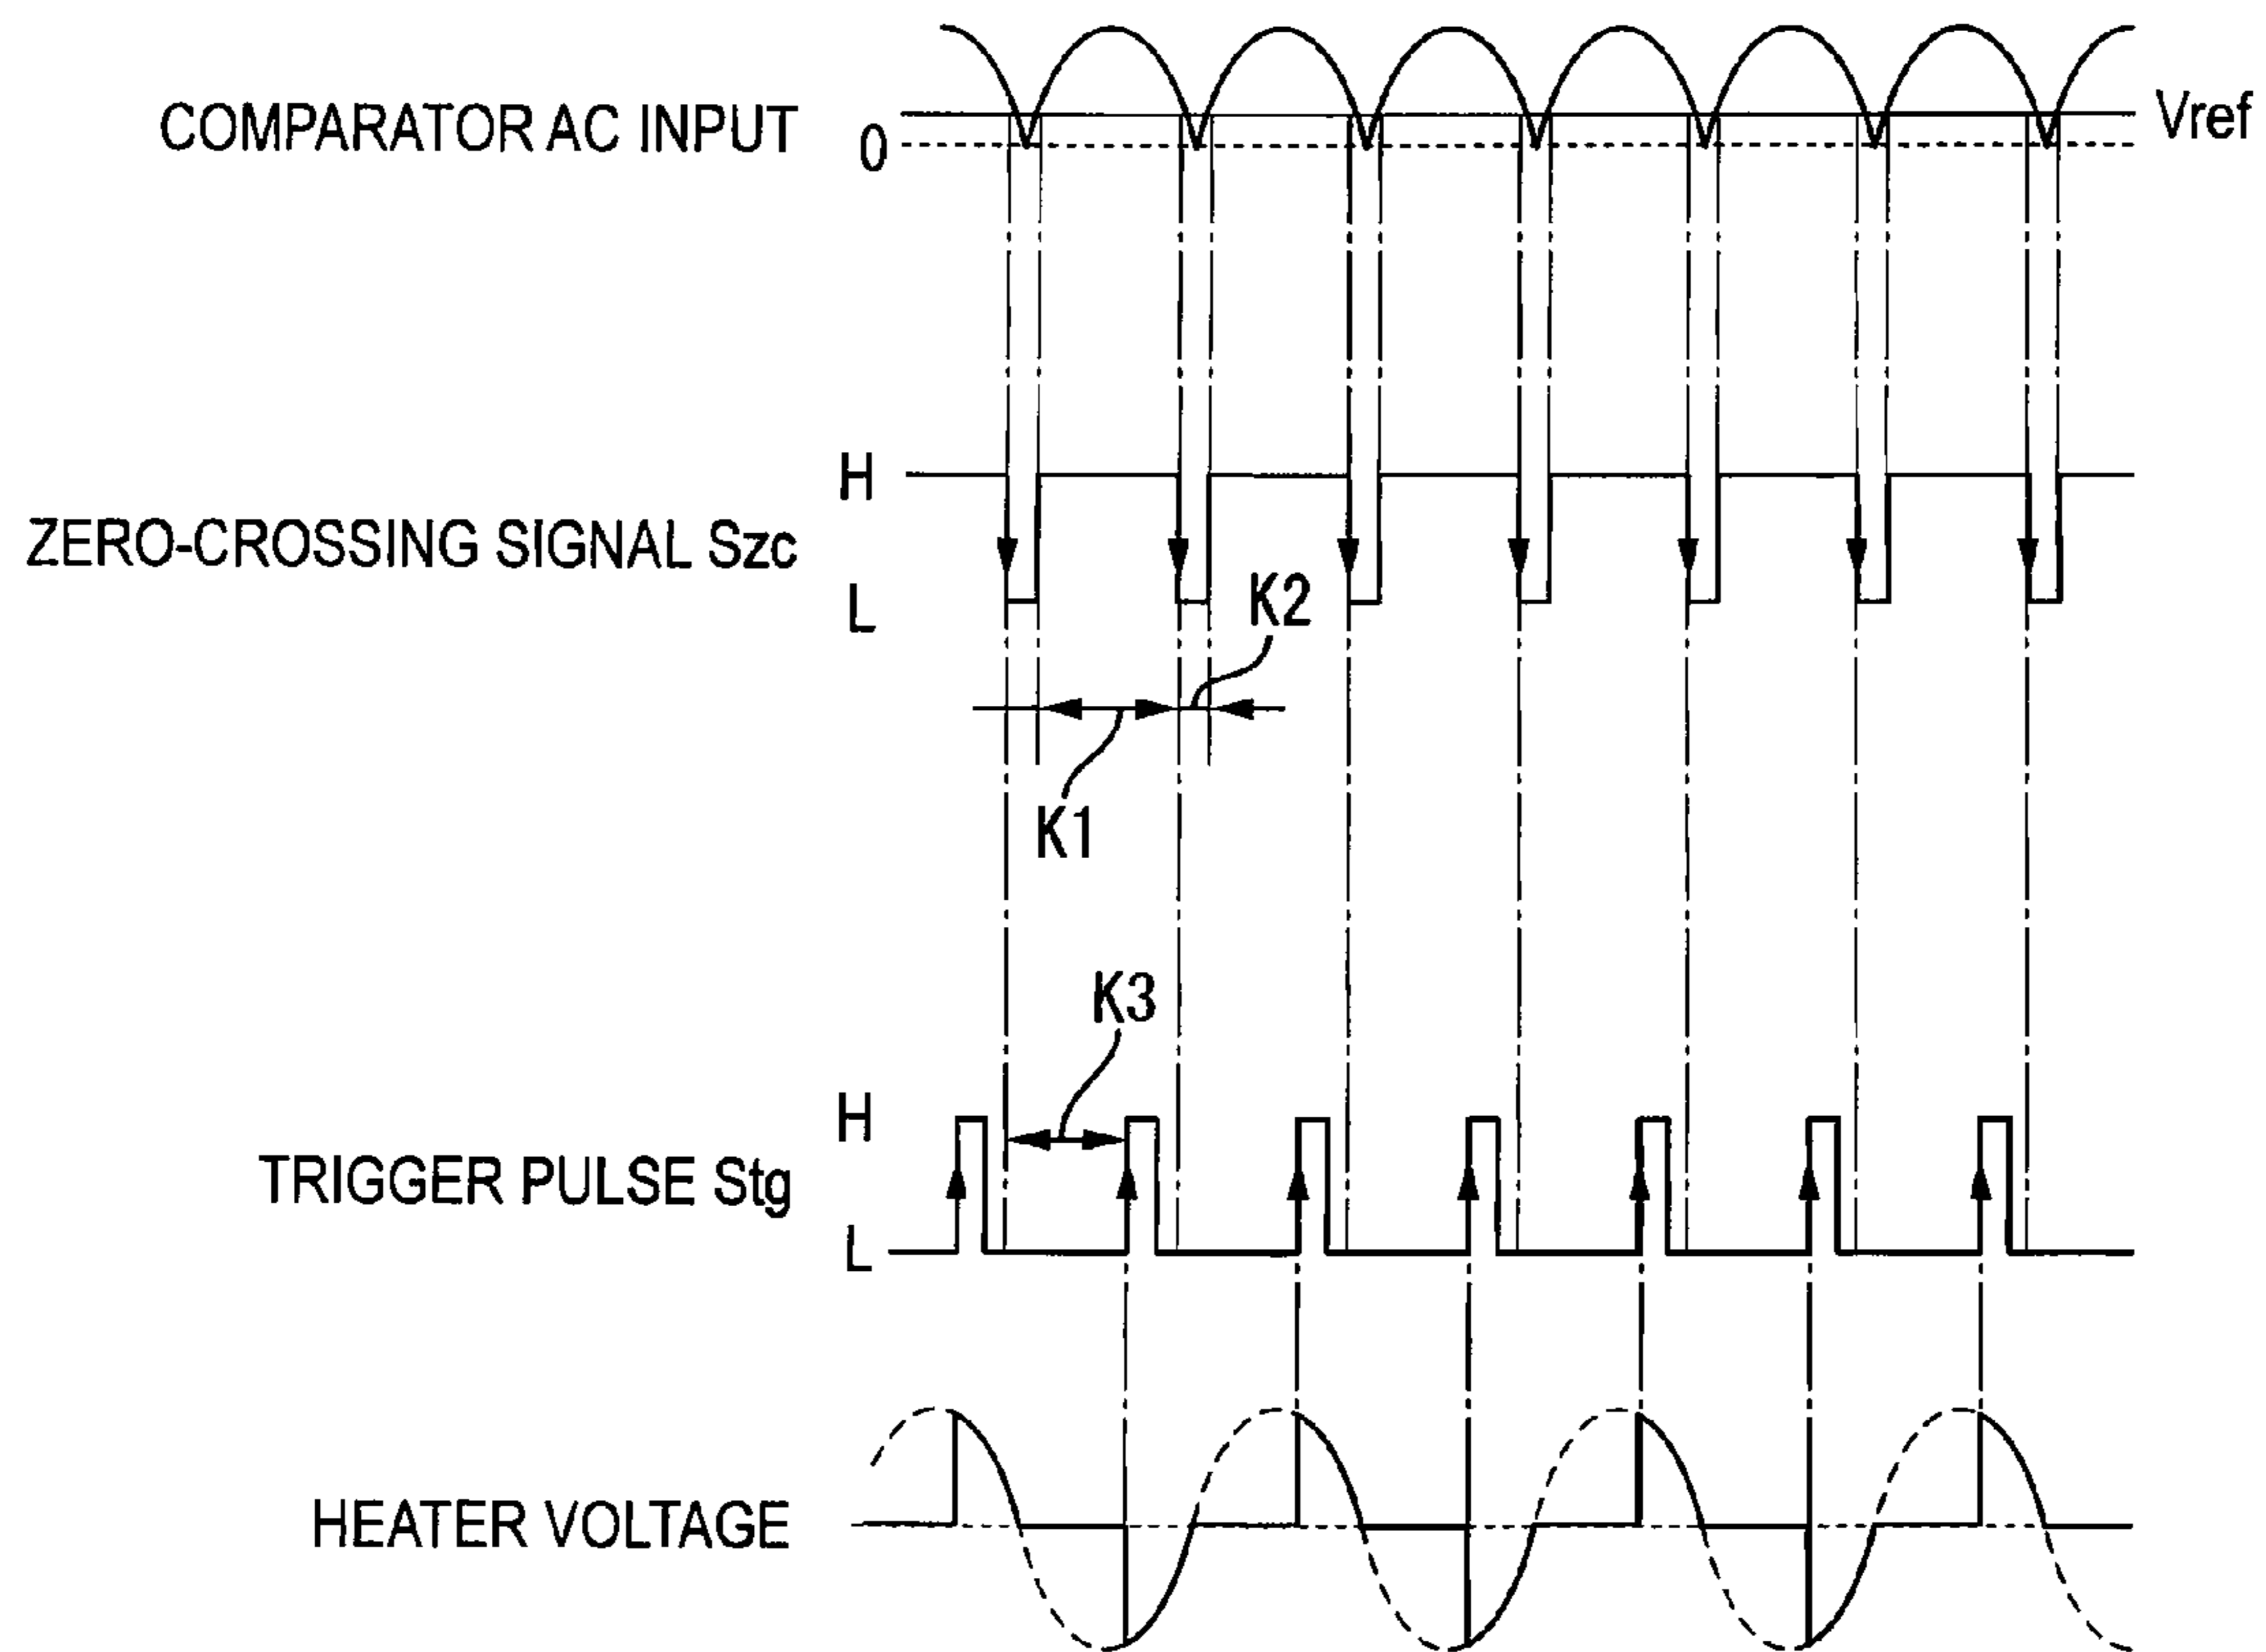 COMPARATOR AC INPUT
0
Vref
H
ZERO-CROSSING SIGNAL Szc
L
K2
K1
K3
H
TRIGGER PULSE Stg
L
HEATER VOLTAGE